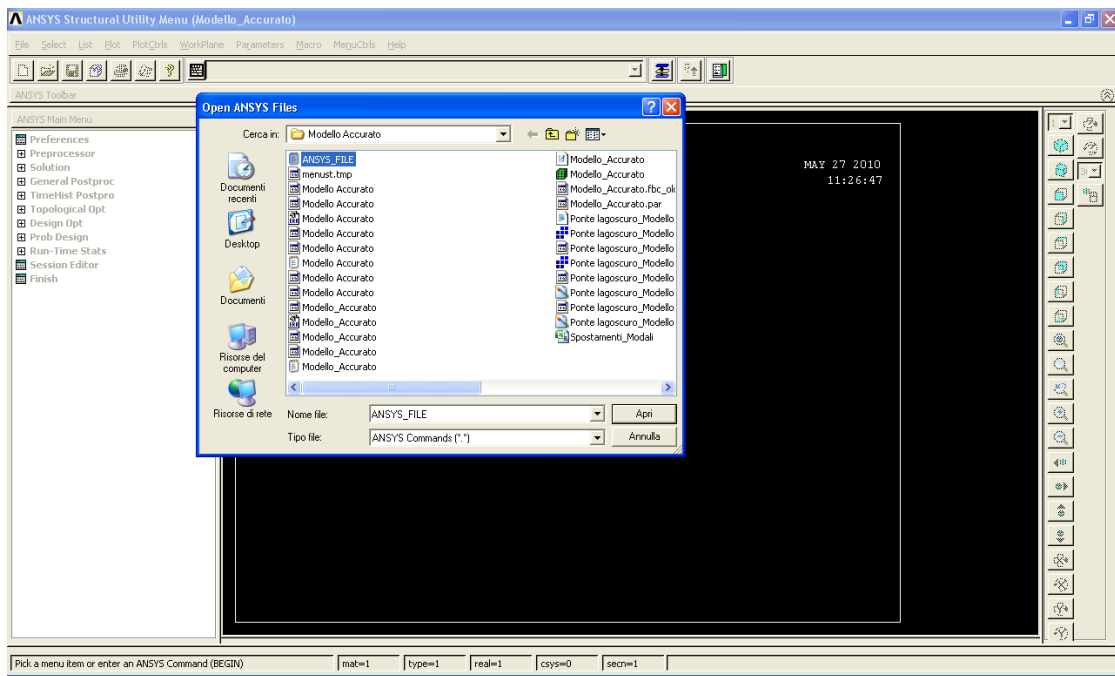 ANSYS Structural Utility Menu (Modello_Accurato)
File Select List Plot PlotCtrls WorkPlane Parameters Macro MenuCtrls Help
ANSYS Toolbar
ANSYS Main Menu
Preferences
Preprocessor
Solution
General Postproc
TimeHist Postpro
Topological Opt
Design Opt
Prob Design
Run-Time Stats
Session Editor
Finish
Open ANSYS Files
Cerca in: Modello Accurato
Documenti recenti
Desktop
Documenti
Risorse del computer
Risorse di rete
ANSYS_FILE
menust.tmp
Modello Accurato
Modello Accurato
Modello Accurato
Modello Accurato
Modello Accurato
Modello Accurato
Modello Accurato
Modello Accurato
Modello_Accurato
Modello_Accurato
Modello_Accurato
Modello_Accurato
Modello_Accurato
Modello_Accurato
Modello_Accurato
Modello_Accurato.fbc_ok
Modello_Accurato.par
Ponte lagoscuro_Modello
Ponte lagoscuro_Modello
Ponte lagoscuro_Modello
Ponte lagoscuro_Modello
Ponte lagoscuro_Modello
Ponte lagoscuro_Modello
Ponte lagoscuro_Modello
Ponte lagoscuro_Modello
Spostamenti_Modali
Nome file: ANSYS_FILE Apri
Tipo file: ANSYS Commands (".") Annulla
MAY 27 2010
11:26:47
1
3
Pick a menu item or enter an ANSYS Command (BEGIN) mat=1 type=1 real=1 csys=0 secn=1